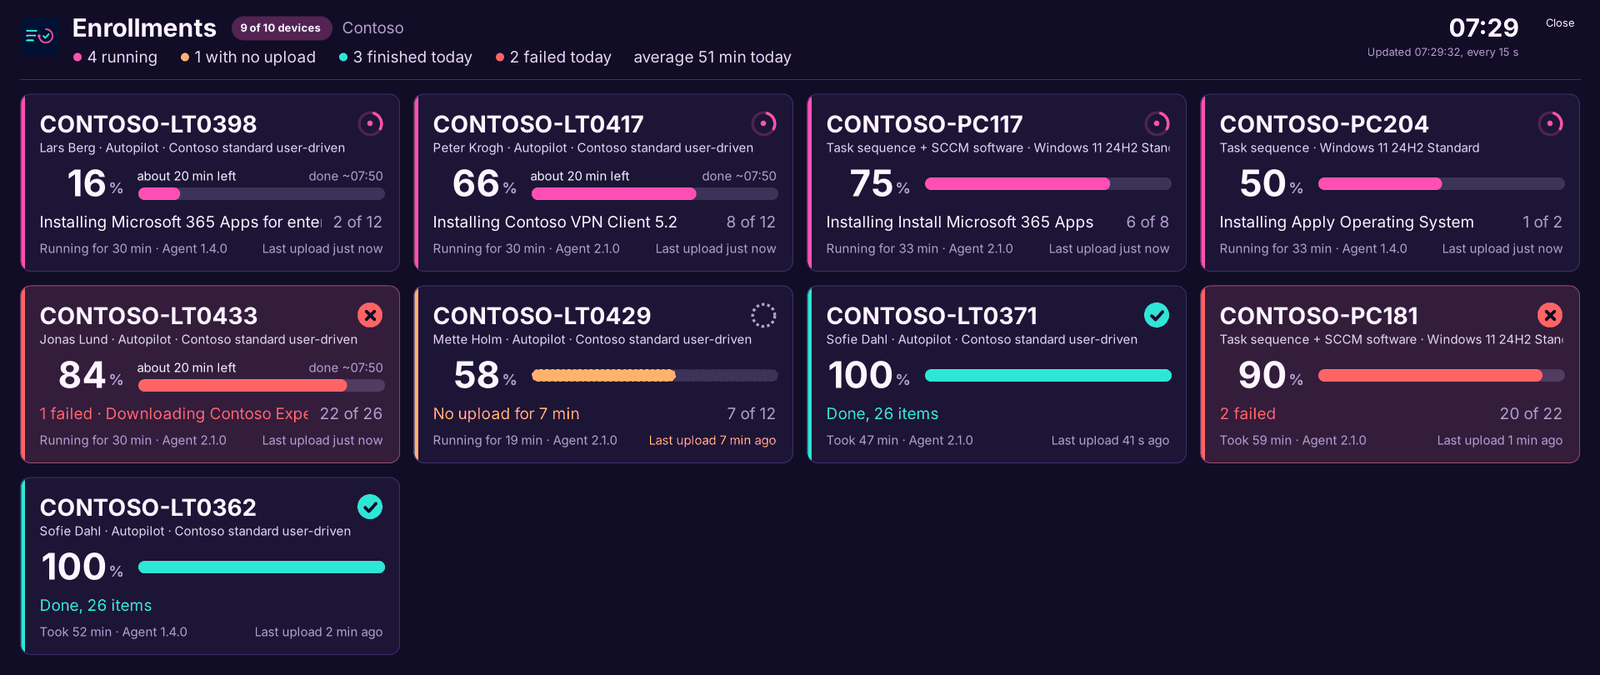 Enrollments 9 of 10 devices Contoso
4 running 1 with no upload 3 finished today 2 failed today average 51 min today
07:29
Updated 07:29:32, every 15 s
Close
CONTOSO-LT0398
Lars Berg · Autopilot · Contoso standard user-driven
16 % about 20 min left done ~07:50
Installing Microsoft 365 Apps for enter 2 of 12
Running for 30 min · Agent 1.4.0 Last upload just now
CONTOSO-LT0417
Peter Krogh · Autopilot · Contoso standard user-driven
66 % about 20 min left done ~07:50
Installing Contoso VPN Client 5.2 8 of 12
Running for 30 min · Agent 2.1.0 Last upload just now
CONTOSO-PC117
Task sequence + SCCM software · Windows 11 24H2 Stan
75 %
Installing Install Microsoft 365 Apps 6 of 8
Running for 33 min · Agent 2.1.0 Last upload just now
CONTOSO-PC204
Task sequence · Windows 11 24H2 Standard
50 %
Installing Apply Operating System 1 of 2
Running for 33 min · Agent 1.4.0 Last upload just now
CONTOSO-LT0433
Jonas Lund · Autopilot · Contoso standard user-driven
84 % about 20 min left done ~07:50
1 failed · Downloading Contoso Expe 22 of 26
Running for 30 min · Agent 2.1.0 Last upload just now
CONTOSO-LT0429
Mette Holm · Autopilot · Contoso standard user-driven
58 %
No upload for 7 min 7 of 12
Running for 19 min · Agent 2.1.0 Last upload 7 min ago
CONTOSO-LT0371
Sofie Dahl · Autopilot · Contoso standard user-driven
100 %
Done, 26 items
Took 47 min · Agent 2.1.0 Last upload 41 s ago
CONTOSO-PC181
Task sequence + SCCM software · Windows 11 24H2 Stan
90 %
2 failed 20 of 22
Took 59 min · Agent 2.1.0 Last upload 1 min ago
CONTOSO-LT0362
Sofie Dahl · Autopilot · Contoso standard user-driven
100 %
Done, 26 items
Took 52 min · Agent 1.4.0 Last upload 2 min ago